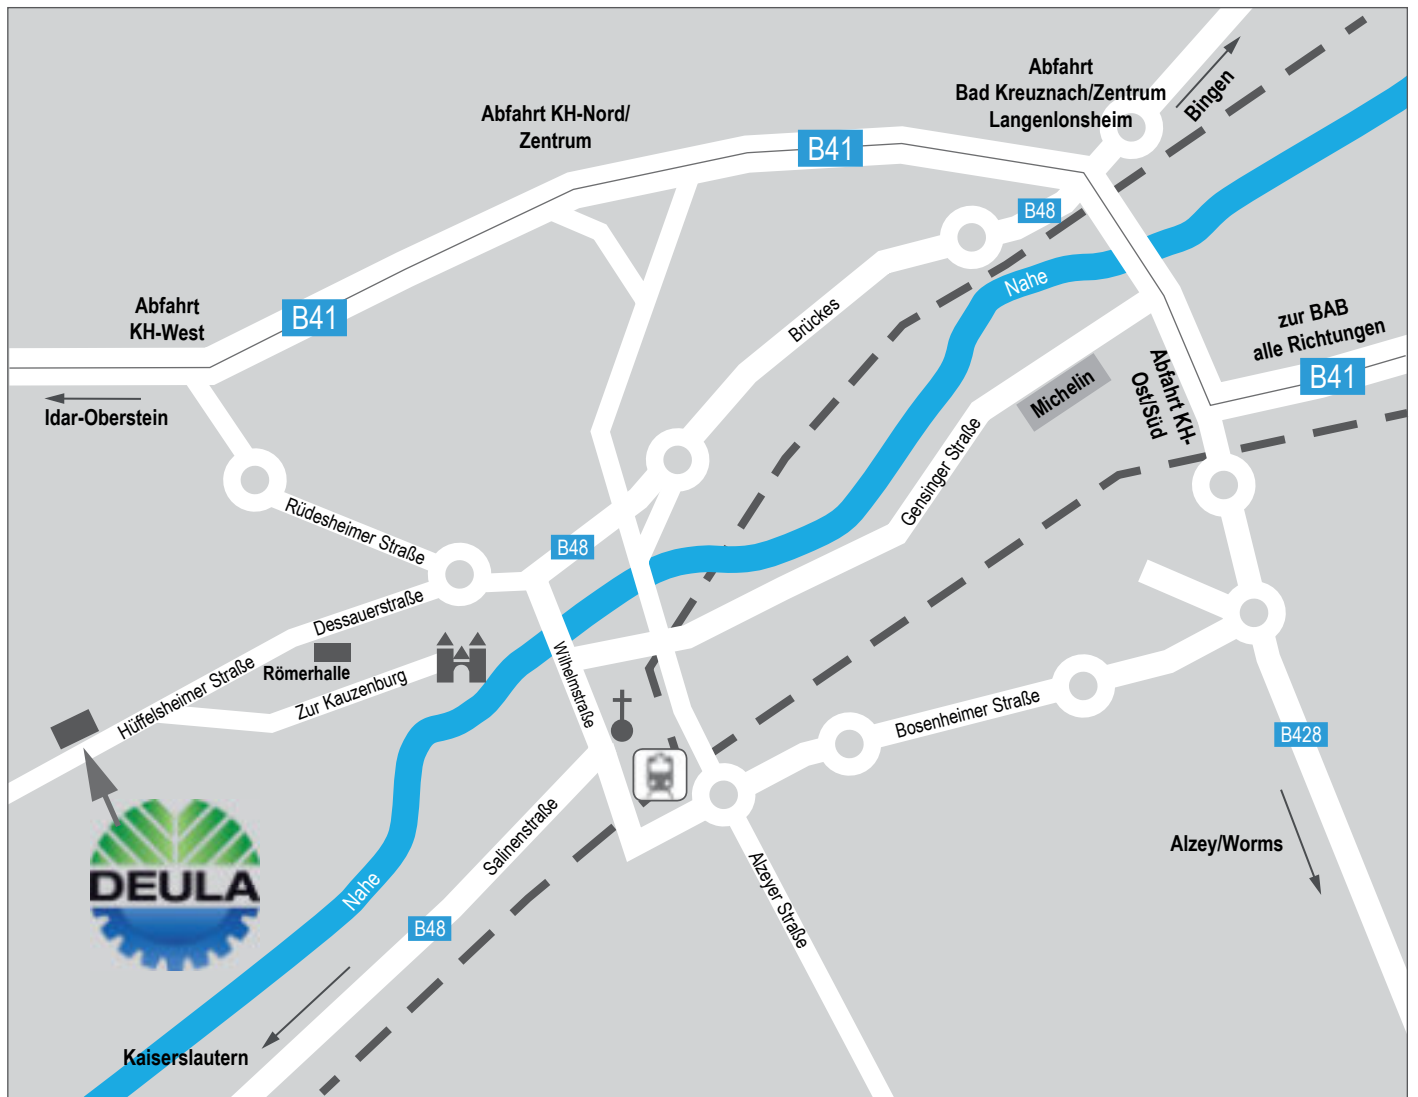 Abfahrt
Bad Kreuznach/Zentrum
Langenlonsheim
Bingen
Abfahrt KH-Nord/
Zentrum
B41
B48
Nahe
Abfahrt
KH-West
B41
Brückes
zur BAB
alle Richtungen
B41
Abfahrt KH-
Ost/Süd
Michelin
Idar-Oberstein
Gensinger Straße
Rüdesheimer Straße
B48
Dessauerstraße
Römerhalle
Hüffelsheimer Straße
Zur Kauzenburg
Wilhelmstraße
Bosenheimer Straße
B428
Salinenstraße
Alzey/Worms
DEULA
Nahe
Alzeyer Straße
B48
Kaiserslautern